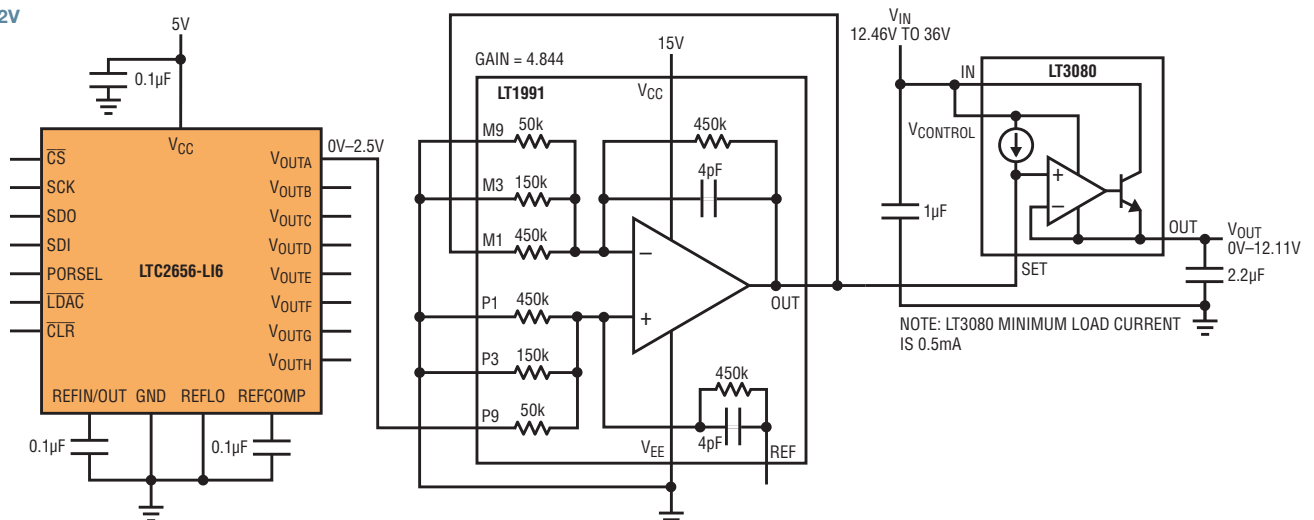 2V
5V
0.1µF
VCC
CS
SCK
SDO
SDI
PORSEL
LDAC
CLR
LTC2656-LI6
VOUTA
VOUTB
VOUTC
VOUTD
VOUTE
VOUTF
VOUTG
VOUTH
REFIN/OUT GND REFLO REFCOMP
0.1µF
0.1µF
0V–2.5V
GAIN = 4.844
15V
LT1991
VCC
M9
50k
M3
150k
M1
450k
450k
4pF
–
+
P1
450k
P3
150k
P9
50k
OUT
450k
4pF
VEE
REF
VIN
12.46V TO 36V
IN
LT3080
VCONTROL
+
–
1µF
OUT
SET
VOUT
0V–12.11V
2.2µF
NOTE: LT3080 MINIMUM LOAD CURRENT
IS 0.5mA